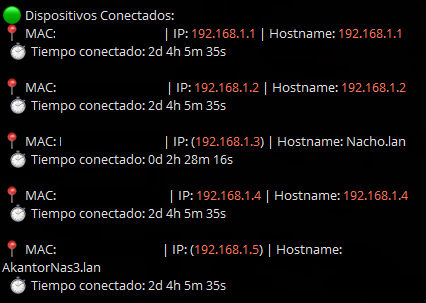 Dispositivos Conectados:
MAC: | IP: 192.168.1.1 | Hostname: 192.168.1.1
Tiempo conectado: 2d 4h 5m 35s
MAC: | IP: 192.168.1.2 | Hostname: 192.168.1.2
Tiempo conectado: 2d 4h 5m 35s
MAC: | IP: (192.168.1.3) | Hostname: Nacho.lan
Tiempo conectado: 0d 2h 28m 16s
MAC: | IP: 192.168.1.4 | Hostname: 192.168.1.4
Tiempo conectado: 2d 4h 5m 35s
MAC: | IP: (192.168.1.5) | Hostname:
AkantorNas3.lan
Tiempo conectado: 2d 4h 5m 35s